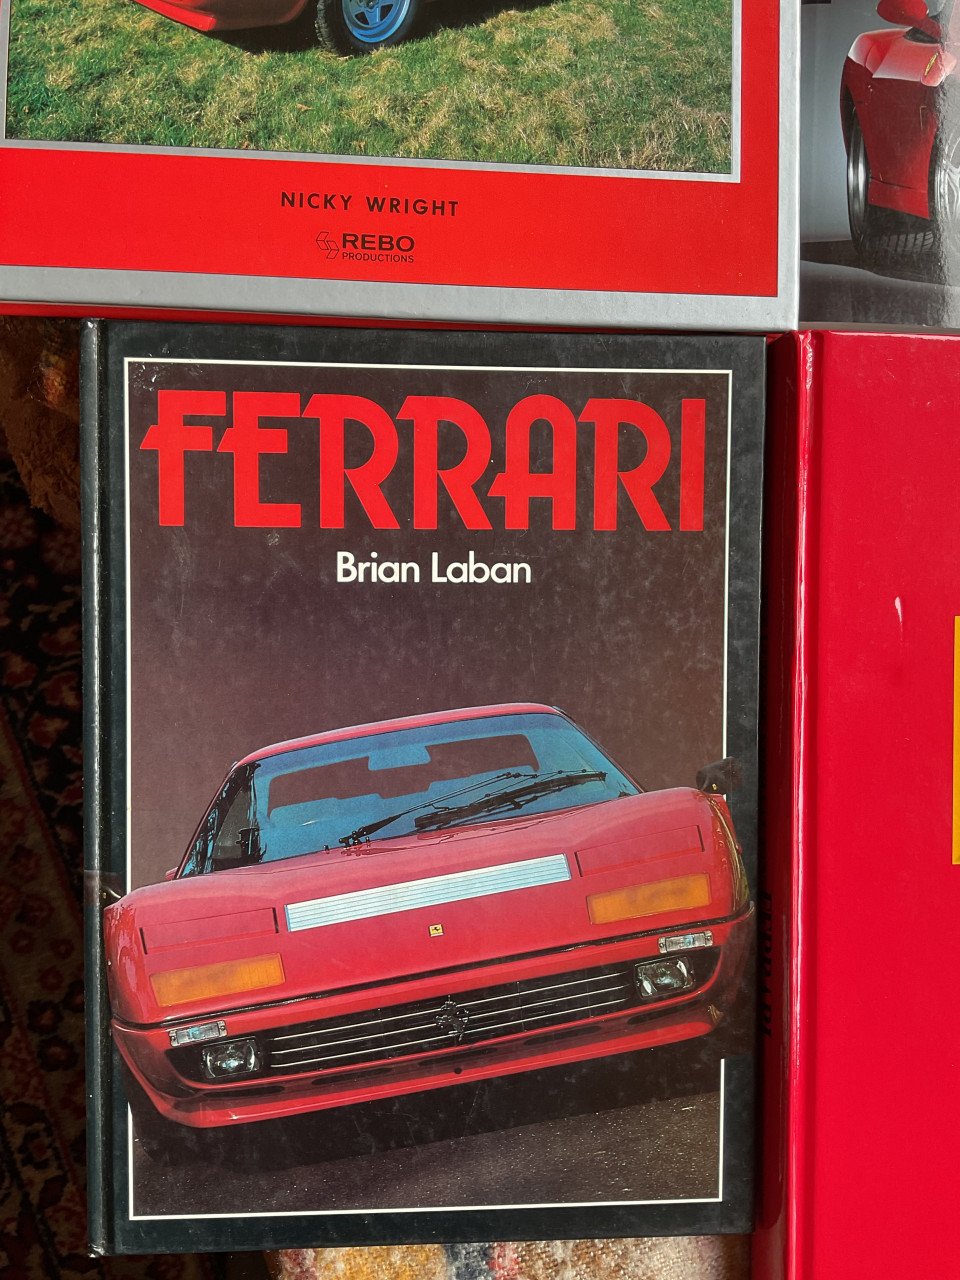 NICKY WRIGHT
REBO
PRODUCTIONS
FERRARI
Brian Laban